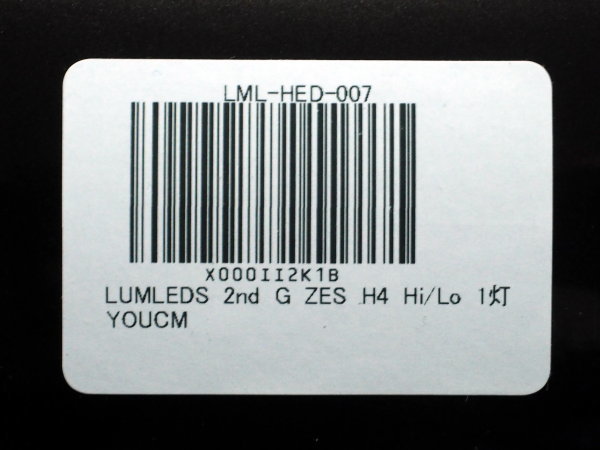 LML-HED-007
X000II2K1B
LUMLEDS 2nd G ZES H4 Hi/Lo 1灯
YOUCM